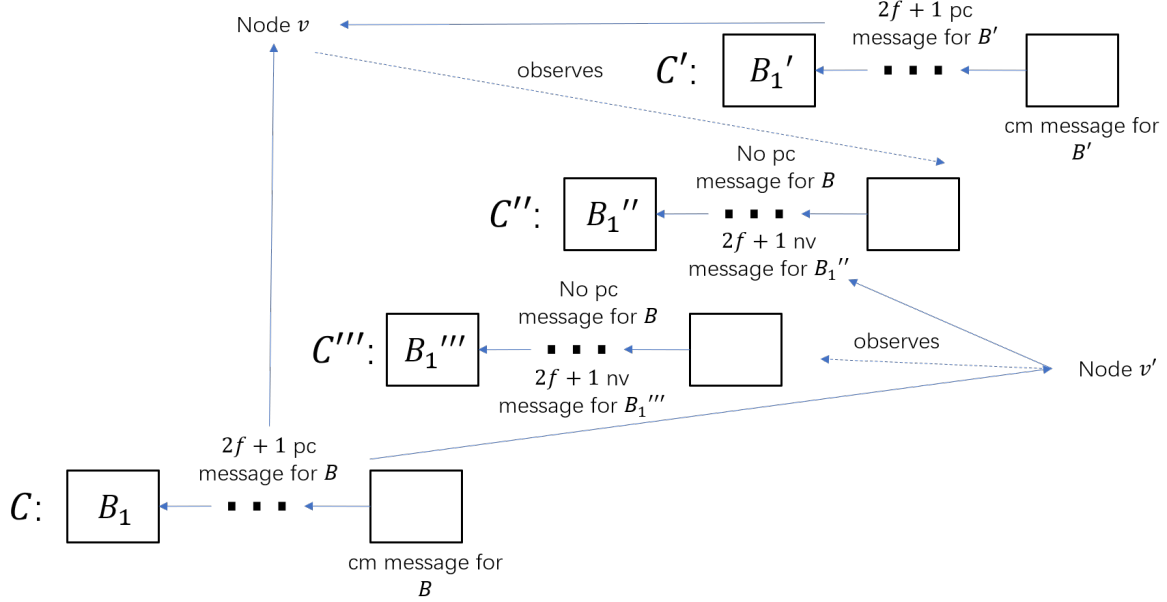 2f + 1 pc
message for B′
Node v
observes
C′:
B₁′
cm message for
B′
No pc
message for B
C′′:
B₁′′
2f + 1 nv
message for B₁′′
No pc
message for B
observes
C′′′:
B₁′′′
Node v′
2f + 1 nv
message for B₁′′′
2f + 1 pc
message for B
C:
B₁
cm message for
B